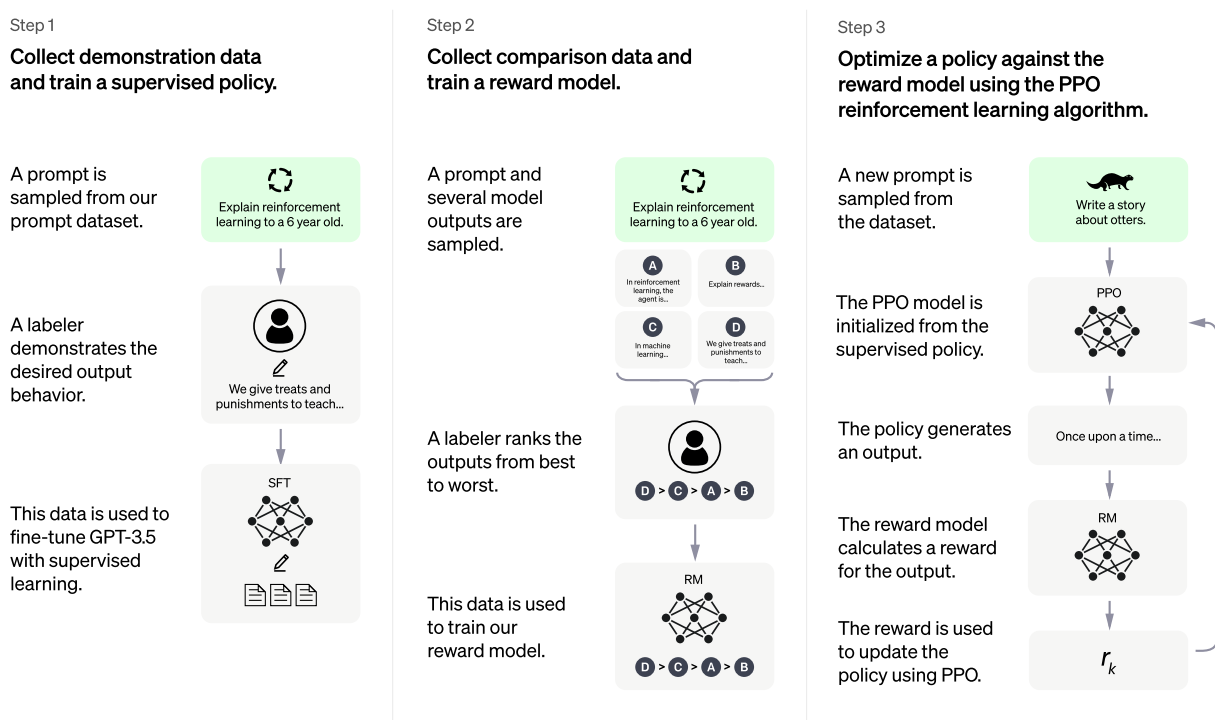 Step 1
Collect demonstration data
and train a supervised policy.
A prompt is
sampled from our
prompt dataset.
Explain reinforcement
learning to a 6 year old.
A labeler
demonstrates the
desired output
behavior.
We give treats and
punishments to teach...
This data is used to
fine-tune GPT-3.5
with supervised
learning.
SFT
Step 2
Collect comparison data and
train a reward model.
A prompt and
several model
outputs are
sampled.
Explain reinforcement
learning to a 6 year old.
A
In reinforcement
learning, the
agent is...
B
Explain rewards...
C
In machine
learning...
D
We give treats and
punishments to
teach...
A labeler ranks the
outputs from best
to worst.
D > C > A > B
This data is used
to train our
reward model.
RM
D > C > A > B
Step 3
Optimize a policy against the
reward model using the PPO
reinforcement learning algorithm.
A new prompt is
sampled from
the dataset.
Write a story
about otters.
The PPO model is
initialized from the
supervised policy.
PPO
The policy generates
an output.
Once upon a time...
The reward model
calculates a reward
for the output.
RM
The reward is used
to update the
policy using PPO.
rk